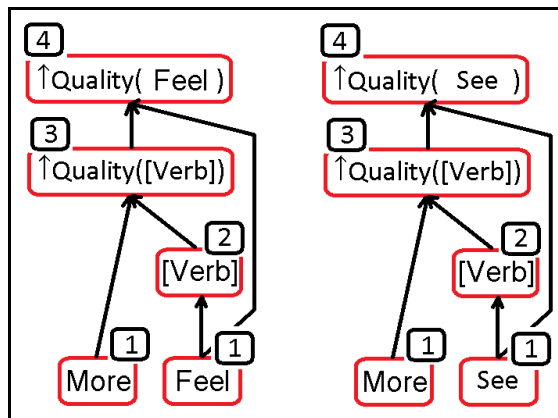 4
↑Quality( Feel )
3
↑Quality([Verb])
2
[Verb]
1
1
More
Feel
4
↑Quality( See )
3
↑Quality([Verb])
2
[Verb]
1
1
More
See